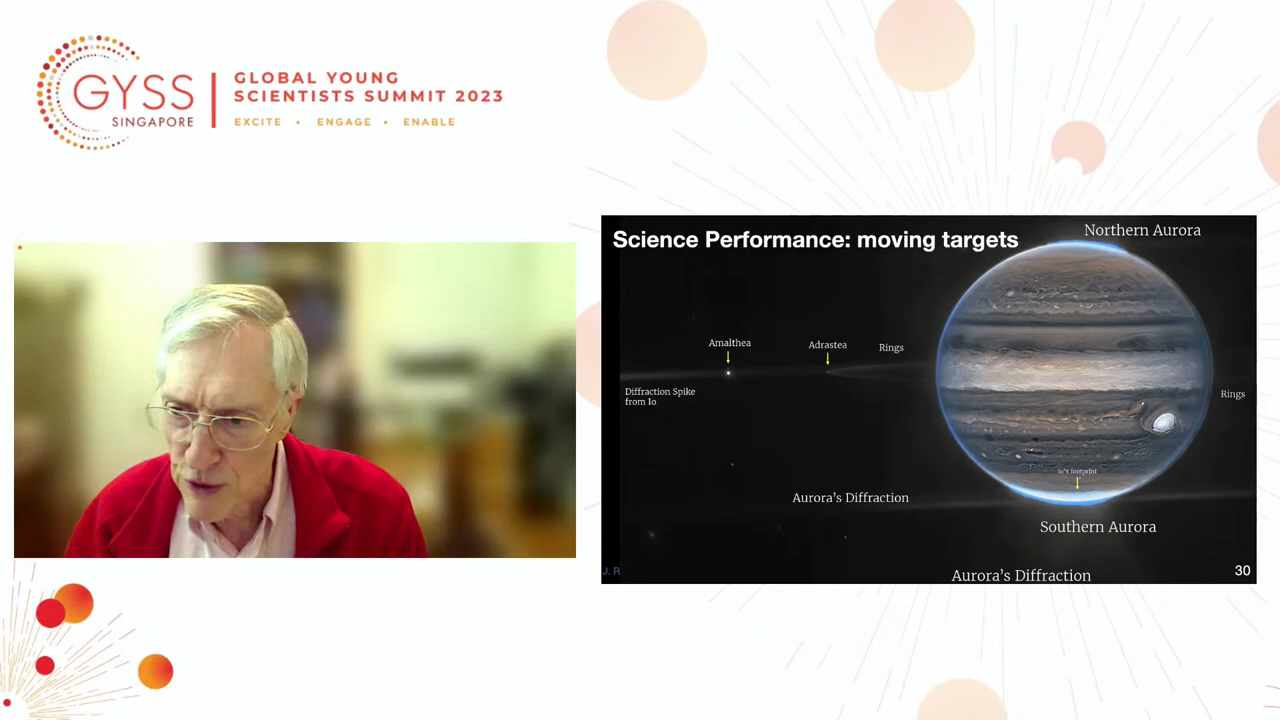 GYSS
SINGAPORE
GLOBAL YOUNG
SCIENTISTS SUMMIT 2023
EXCITE • ENGAGE • ENABLE
Science Performance: moving targets
Northern Aurora
Amalthea
Adrastea
Rings
Diffraction Spike
from Io
Rings
Io's footprint
Aurora's Diffraction
Southern Aurora
J. R
Aurora's Diffraction
30